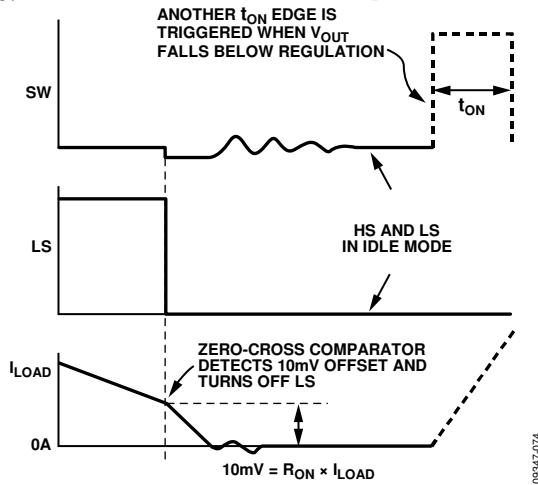 ANOTHER tON EDGE IS
TRIGGERED WHEN VOUT
FALLS BELOW REGULATION
SW
tON
HS AND LS
IN IDLE MODE
LS
ZERO-CROSS COMPARATOR
DETECTS 10mV OFFSET AND
TURNS OFF LS
ILOAD
0A
10mV = RON × ILOAD
09347-074